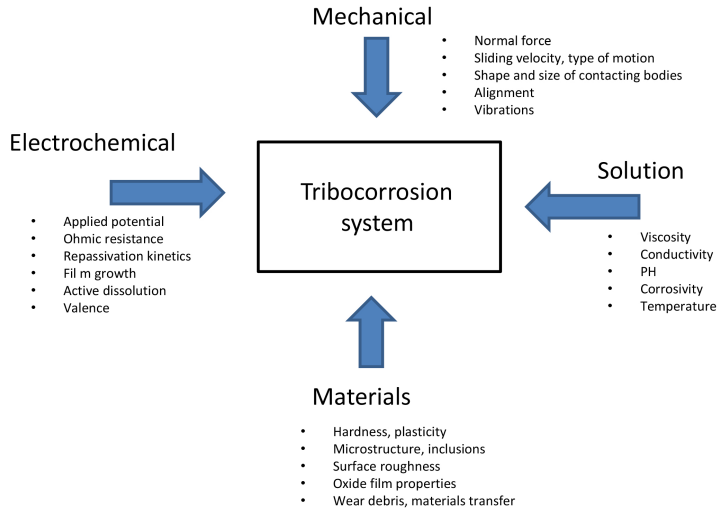 Mechanical
• Normal force
• Sliding velocity, type of motion
• Shape and size of contacting bodies
• Alignment
• Vibrations
Electrochemical
• Applied potential
• Ohmic resistance
• Repassivation kinetics
• Fil m growth
• Active dissolution
• Valence
Tribocorrosion
system
Solution
• Viscosity
• Conductivity
• PH
• Corrosivity
• Temperature
Materials
• Hardness, plasticity
• Microstructure, inclusions
• Surface roughness
• Oxide film properties
• Wear debris, materials transfer